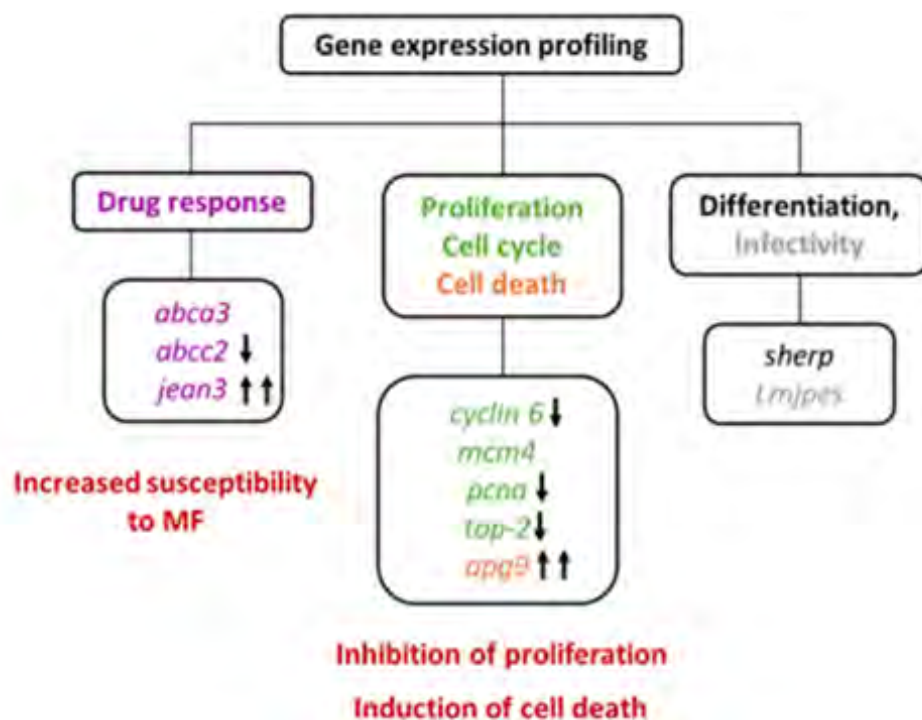 Gene expression profiling
Drug response
abca3
abcc2 ↓
jean3 ↑↑
Increased susceptibility
to MF
Proliferation
Cell cycle
Cell death
cyclin 6 ↓
mcm4
pcna ↓
top-2 ↓
apg9 ↑↑
Inhibition of proliferation
Induction of cell death
Differentiation,
Infectivity
sherp
Lmjpes